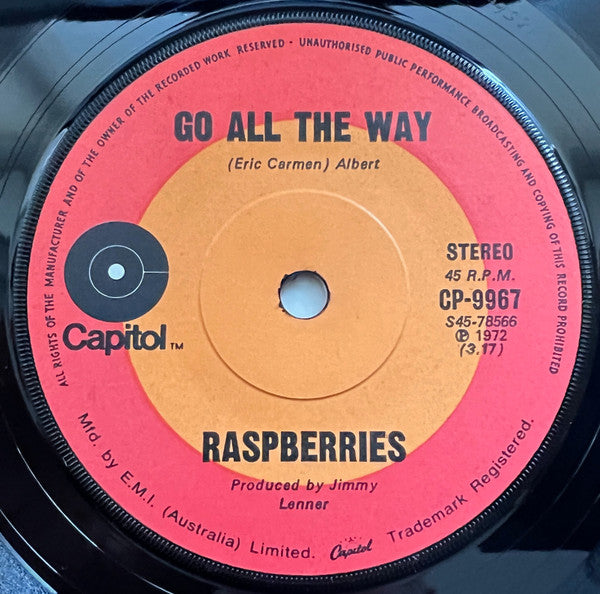 ALL RIGHTS OF THE MANUFACTURER AND OF THE OWNER OF THE RECORDED WORK RESERVED - UNAUTHORISED PUBLIC PERFORMANCE BROADCASTING AND COPYING OF THIS RECORD PROHIBITED
GO ALL THE WAY
(Eric Carmen) Albert
STEREO
45 R.P.M.
CP-9967
S45-78566
℗ 1972
(3.17)
Capitol TM
RASPBERRIES
Produced by Jimmy
Lenner
Mfd. by E.M.I. (Australia) Limited. Capitol Trademark Registered.